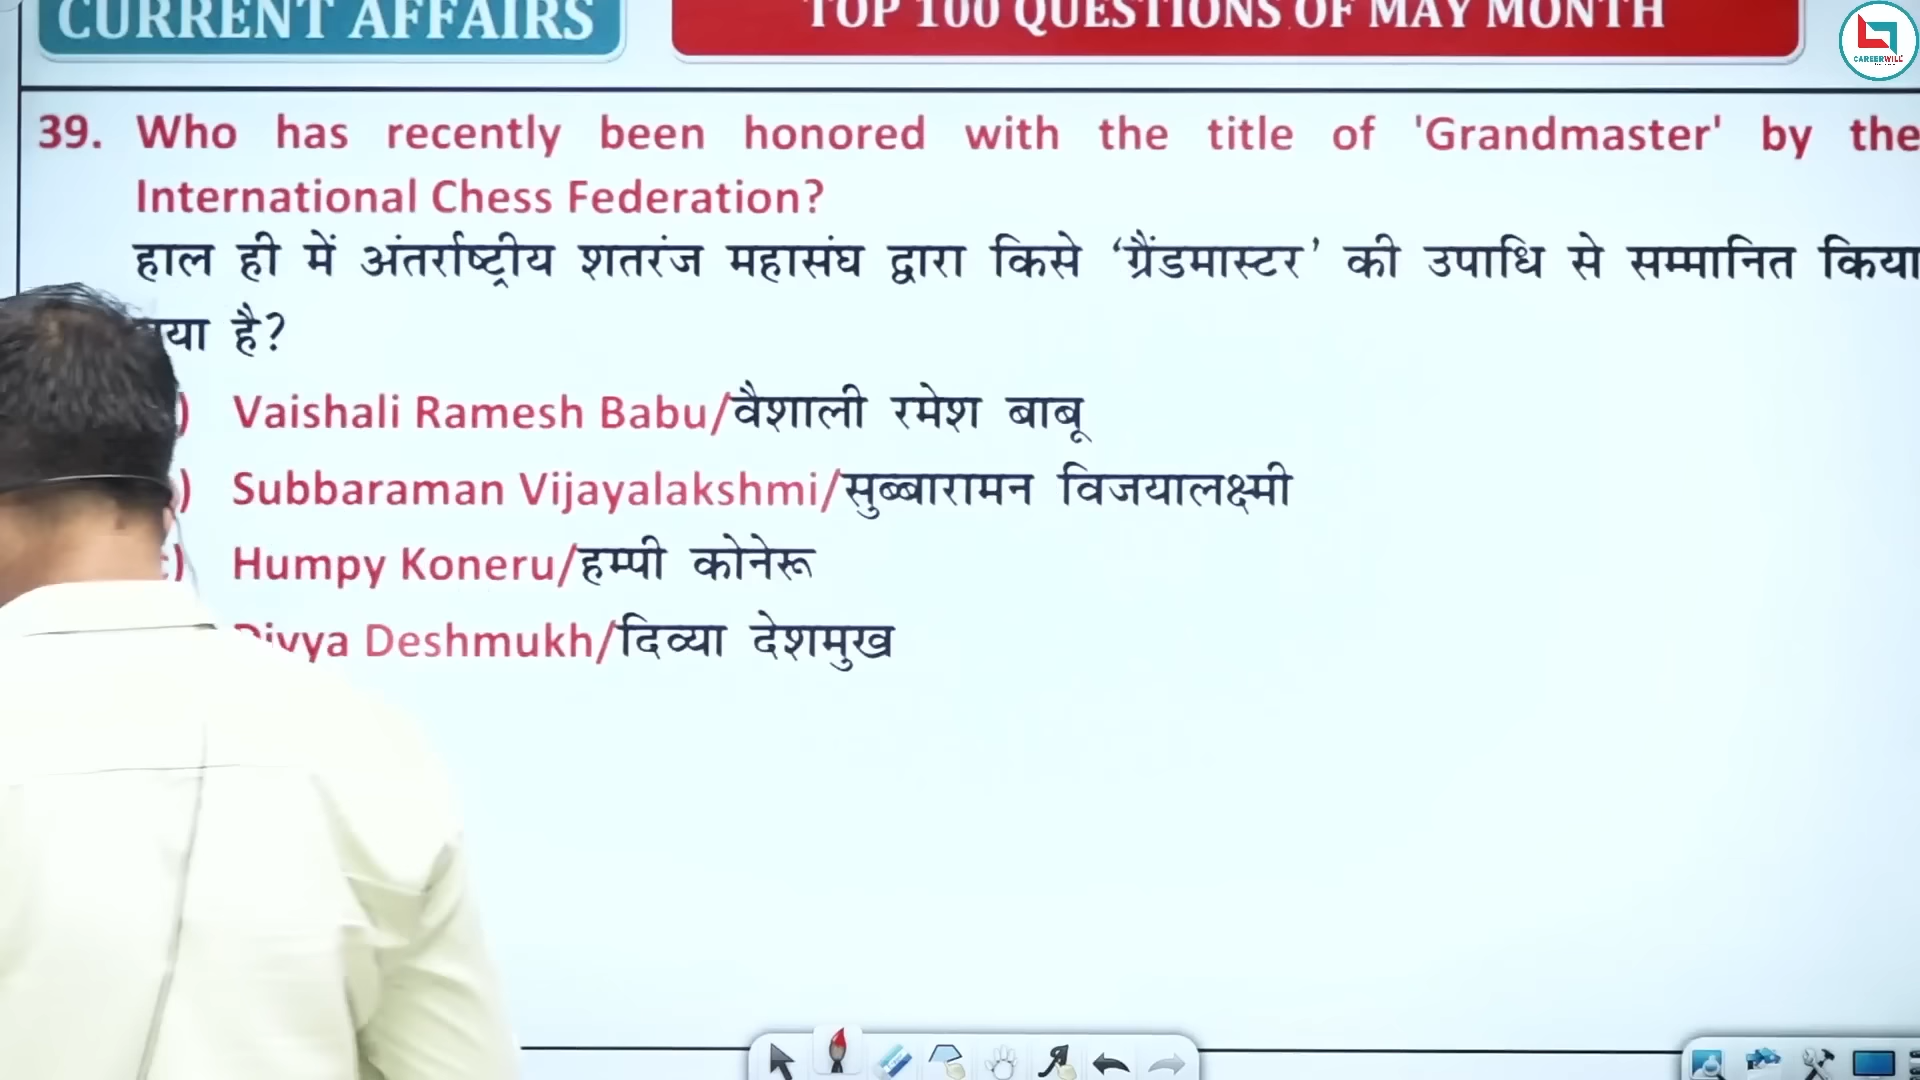 CURRENT AFFAIRS
TOP 100 QUESTIONS OF MAY MONTH
CAREERWILL
39. Who has recently been honored with the title of 'Grandmaster' by the
International Chess Federation?
हाल ही में अंतर्राष्ट्रीय शतरंज महासंघ द्वारा किसे ‘ग्रैंडमास्टर’ की उपाधि से सम्मानित किया
है?
) Vaishali Ramesh Babu/वैशाली रमेश बाबू
) Subbaraman Vijayalakshmi/सुब्बारामन विजयालक्ष्मी
) Humpy Koneru/हम्पी कोनेरू
Divya Deshmukh/दिव्या देशमुख